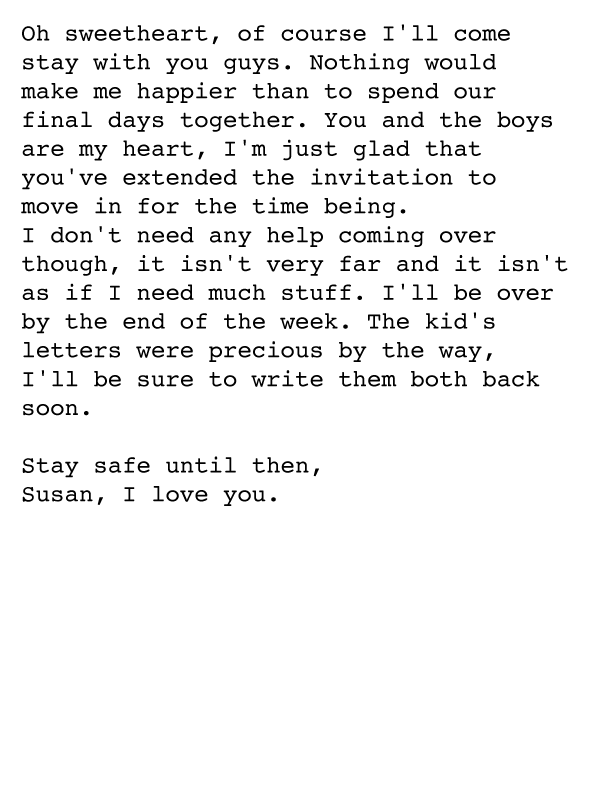 Oh sweetheart, of course I'll come
stay with you guys. Nothing would
make me happier than to spend our
final days together. You and the boys
are my heart, I'm just glad that
you've extended the invitation to
move in for the time being.
I don't need any help coming over
though, it isn't very far and it isn't
as if I need much stuff. I'll be over
by the end of the week. The kid's
letters were precious by the way,
I'll be sure to write them both back
soon.

Stay safe until then,
Susan, I love you.